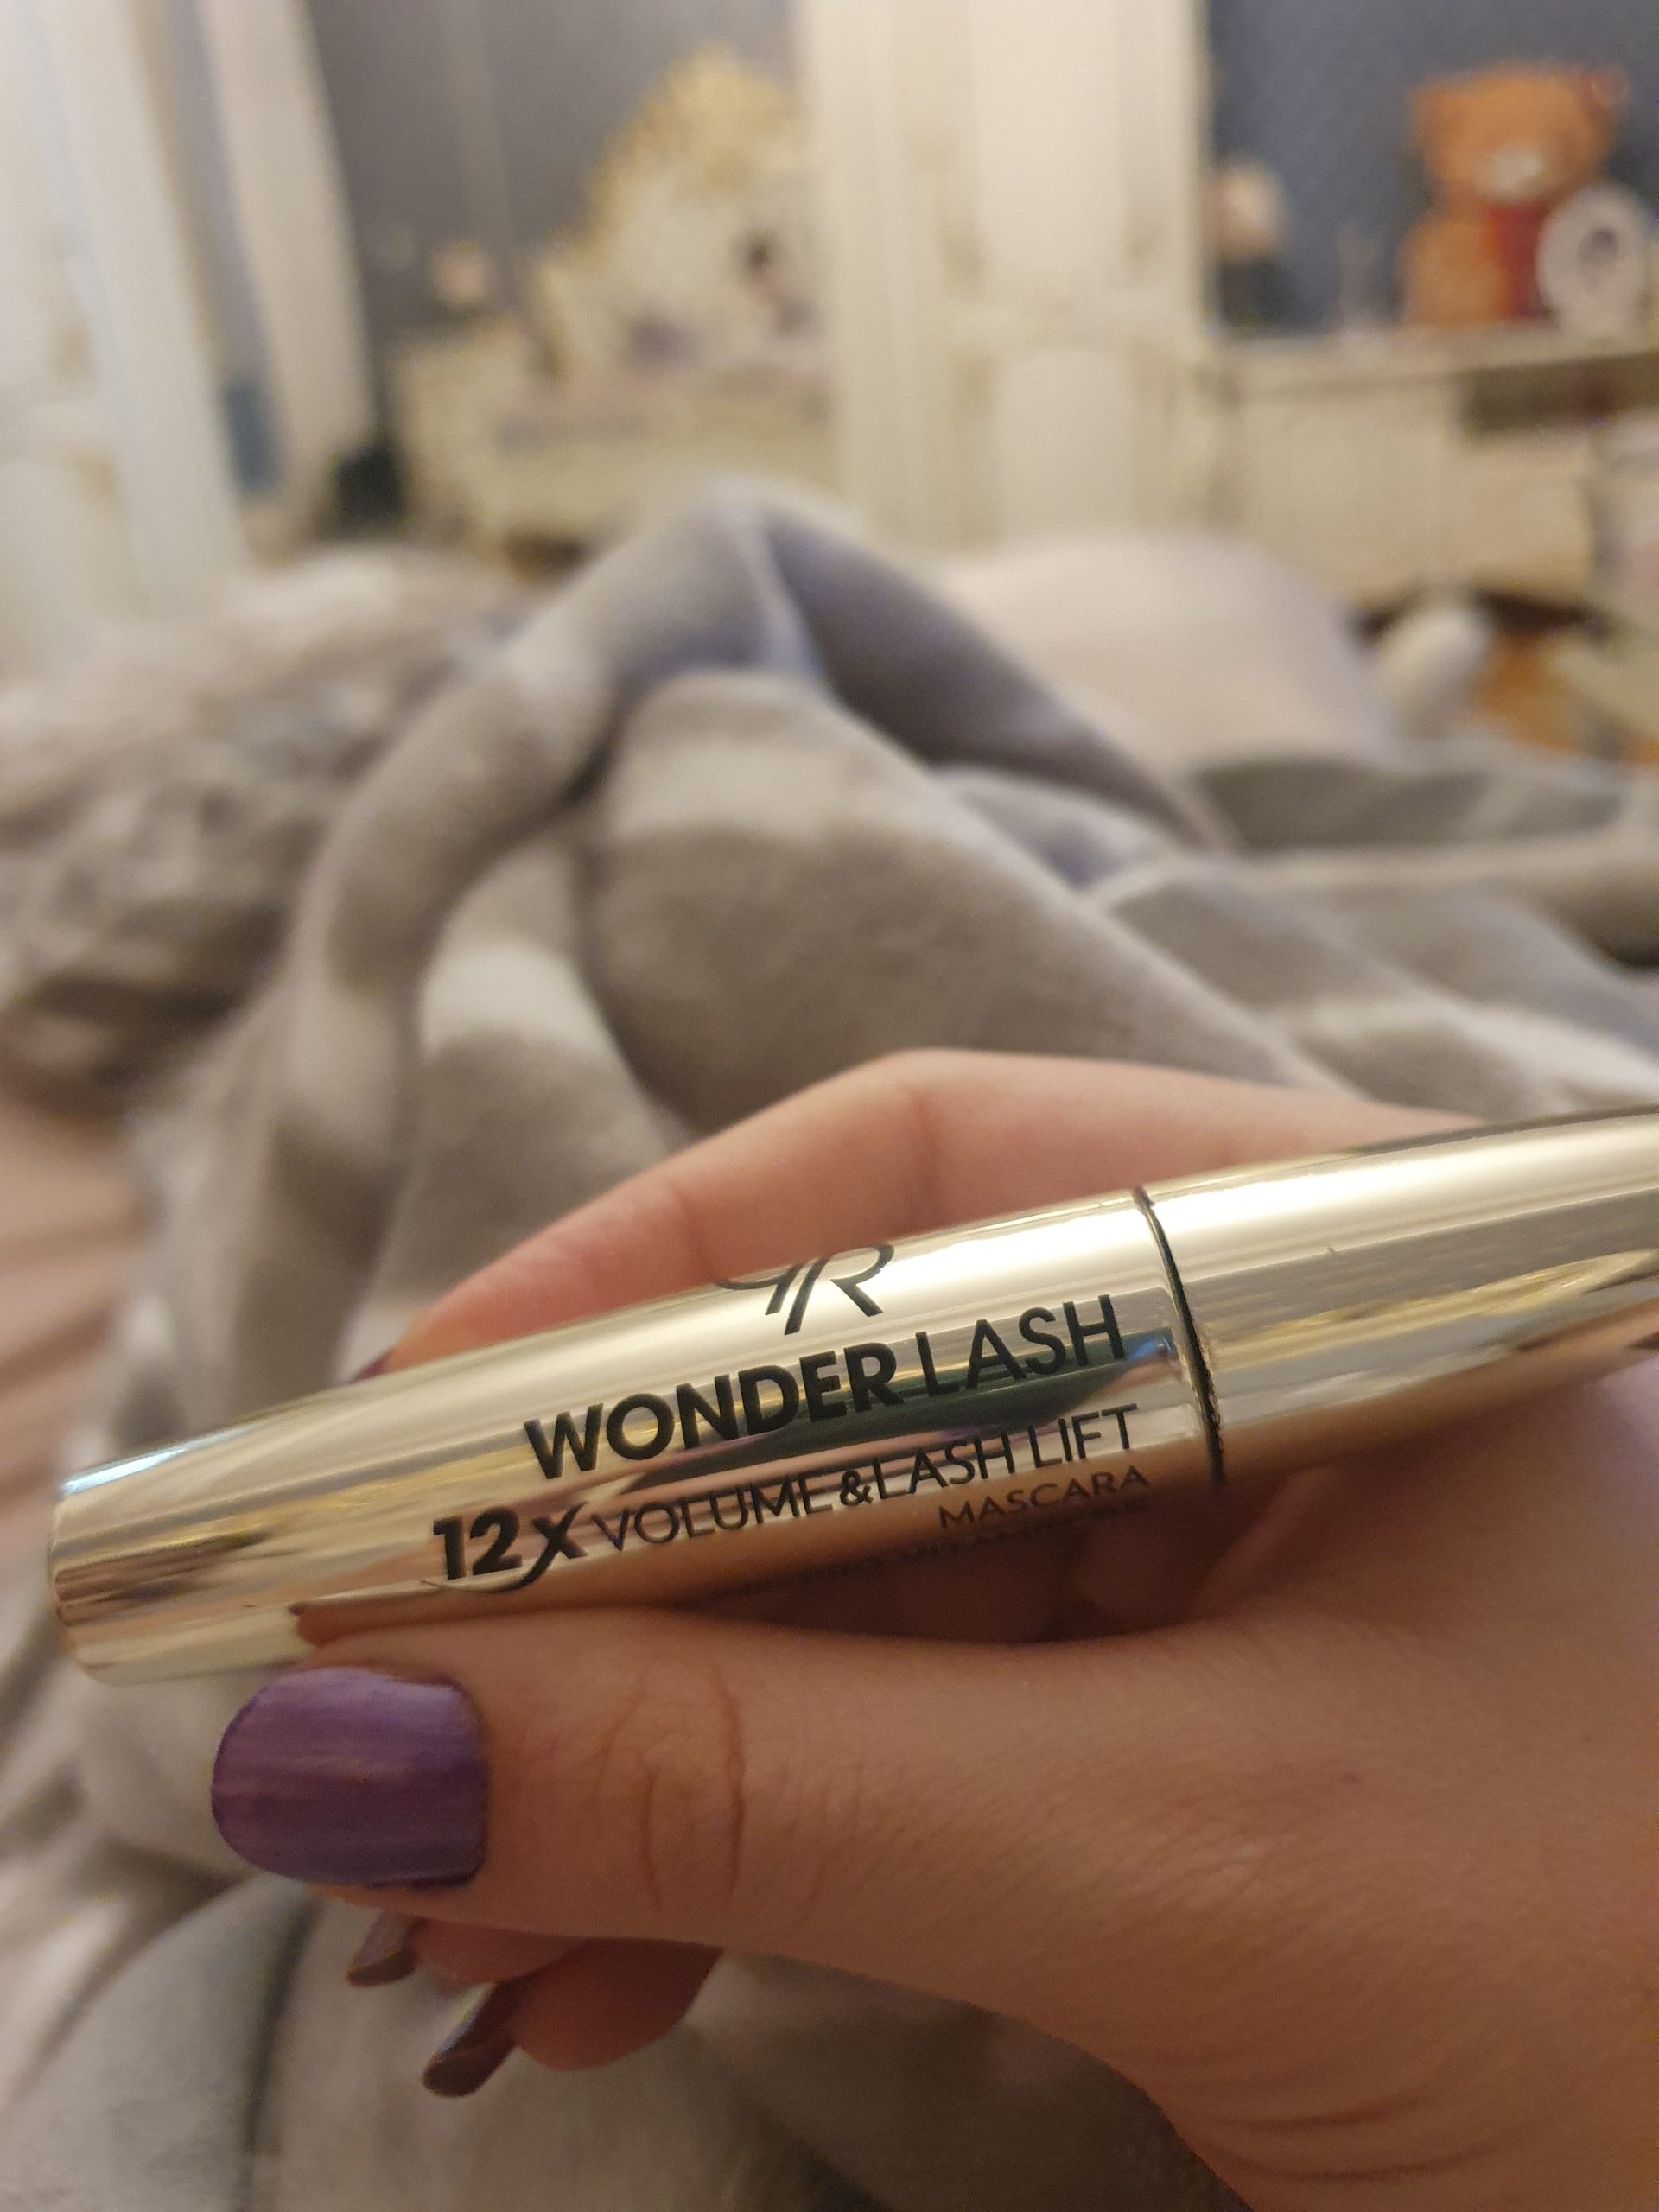 GR
WONDER LASH
12X VOLUME & LASH LIFT
MASCARA